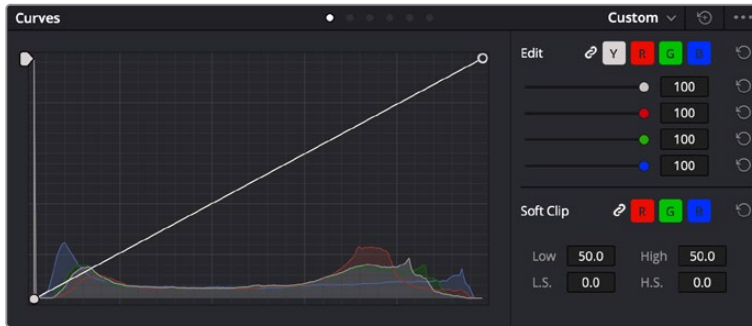 Curves Custom
Edit Y R G B
100
100
100
100
Soft Clip R G B
Low 50.0 High 50.0
L.S. 0.0 H.S. 0.0